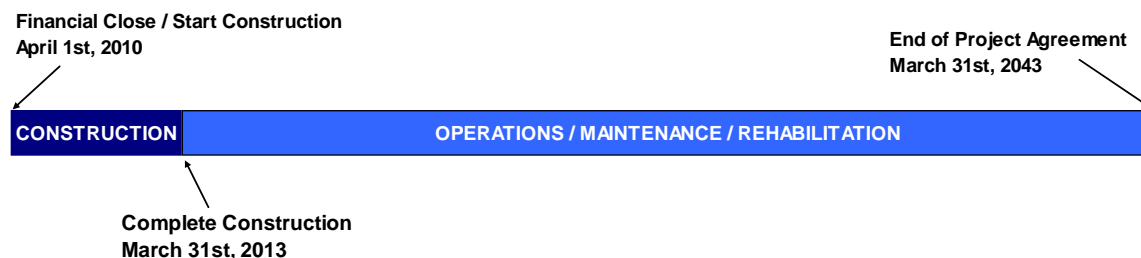 Financial Close / Start Construction
April 1st, 2010
End of Project Agreement
March 31st, 2043
CONSTRUCTION
OPERATIONS / MAINTENANCE / REHABILITATION
Complete Construction
March 31st, 2013